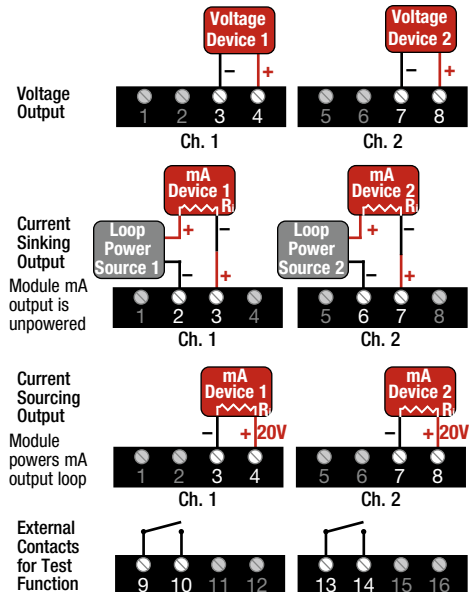 Voltage Device 1
Voltage Device 2
– +
– +
Voltage Output
1 2 3 4
5 6 7 8
Ch. 1
Ch. 2
mA Device 1
Ri
mA Device 2
Ri
Current Sinking Output
Loop Power Source 1
+ –
– +
Loop Power Source 2
+ –
– +
Module mA output is unpowered
1 2 3 4
5 6 7 8
Ch. 1
Ch. 2
Current Sourcing Output
mA Device 1
Ri
mA Device 2
Ri
– + 20V
– + 20V
Module powers mA output loop
1 2 3 4
5 6 7 8
Ch. 1
Ch. 2
External Contacts for Test Function
9 10 11 12
13 14 15 16